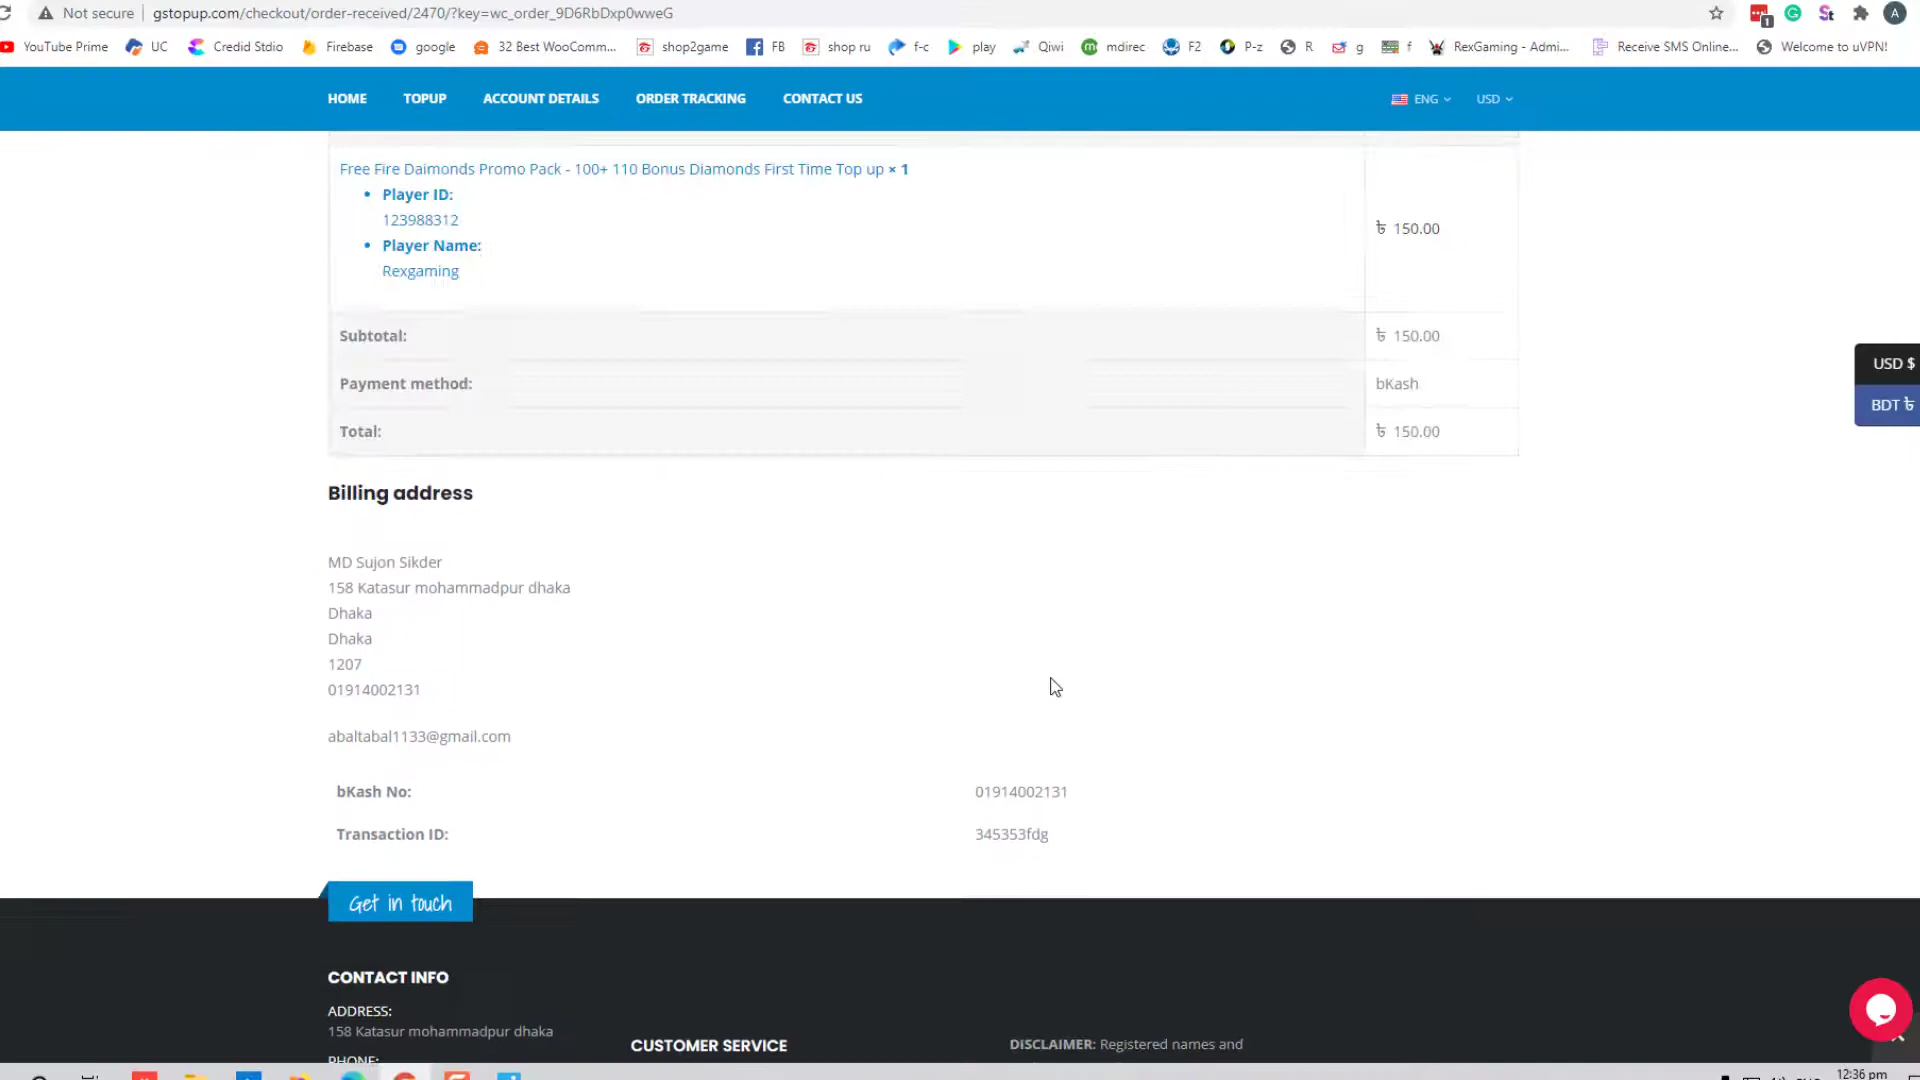 Not secure gstopup.com/checkout/order-received/2470/?key=wc_order_9D6RbDxp0wweG
YouTube Prime UC Credid Stdio Firebase google 32 Best WooComm... shop2game FB shop ru f-c play Qiwi mdirec F2 P-z R g f RexGaming - Admi... Receive SMS Online... Welcome to uVPN!
HOME TOPUP ACCOUNT DETAILS ORDER TRACKING CONTACT US ENG USD
Free Fire Daimonds Promo Pack - 100+ 110 Bonus Diamonds First Time Top up × 1
Player ID:
123988312
৳ 150.00
Player Name:
Rexgaming
Subtotal: ৳ 150.00
USD $
Payment method: bKash
BDT ৳
Total: ৳ 150.00
Billing address
MD Sujon Sikder
158 Katasur mohammadpur dhaka
Dhaka
Dhaka
1207
01914002131
abaltabal1133@gmail.com
bKash No: 01914002131
Transaction ID: 345353fdg
Get in touch
CONTACT INFO
ADDRESS:
158 Katasur mohammadpur dhaka
CUSTOMER SERVICE
DISCLAIMER: Registered names and
PHONE:
12:36 pm